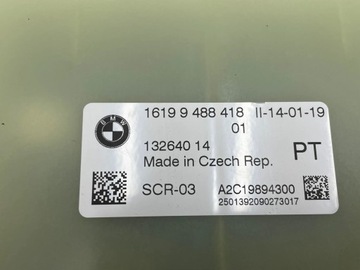 BMW
1619 9 488 418 II-14-01-19
01
132640 14
Made in Czech Rep.
PT
SCR-03 A2C19894300
2501392090273017